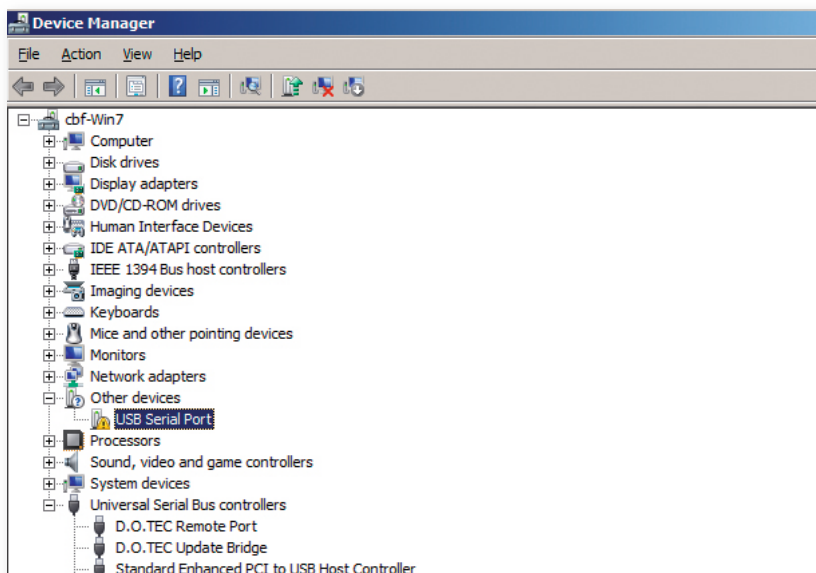 Device Manager
File Action View Help
cbf-Win7
Computer
Disk drives
Display adapters
DVD/CD-ROM drives
Human Interface Devices
IDE ATA/ATAPI controllers
IEEE 1394 Bus host controllers
Imaging devices
Keyboards
Mice and other pointing devices
Monitors
Network adapters
Other devices
USB Serial Port
Processors
Sound, video and game controllers
System devices
Universal Serial Bus controllers
D.O.TEC Remote Port
D.O.TEC Update Bridge
Standard Enhanced PCI to USB Host Controller